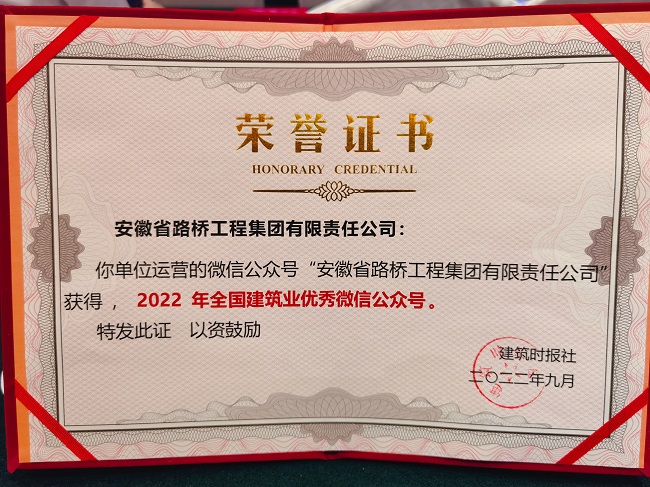 荣誉证书
HONORARY CREDENTIAL
安徽省路桥工程集团有限责任公司：
你单位运营的微信公众号“安徽省路桥工程集团有限责任公司”
获得，2022 年全国建筑业优秀微信公众号。
特发此证 以资鼓励
建筑时报社
二〇二二年九月